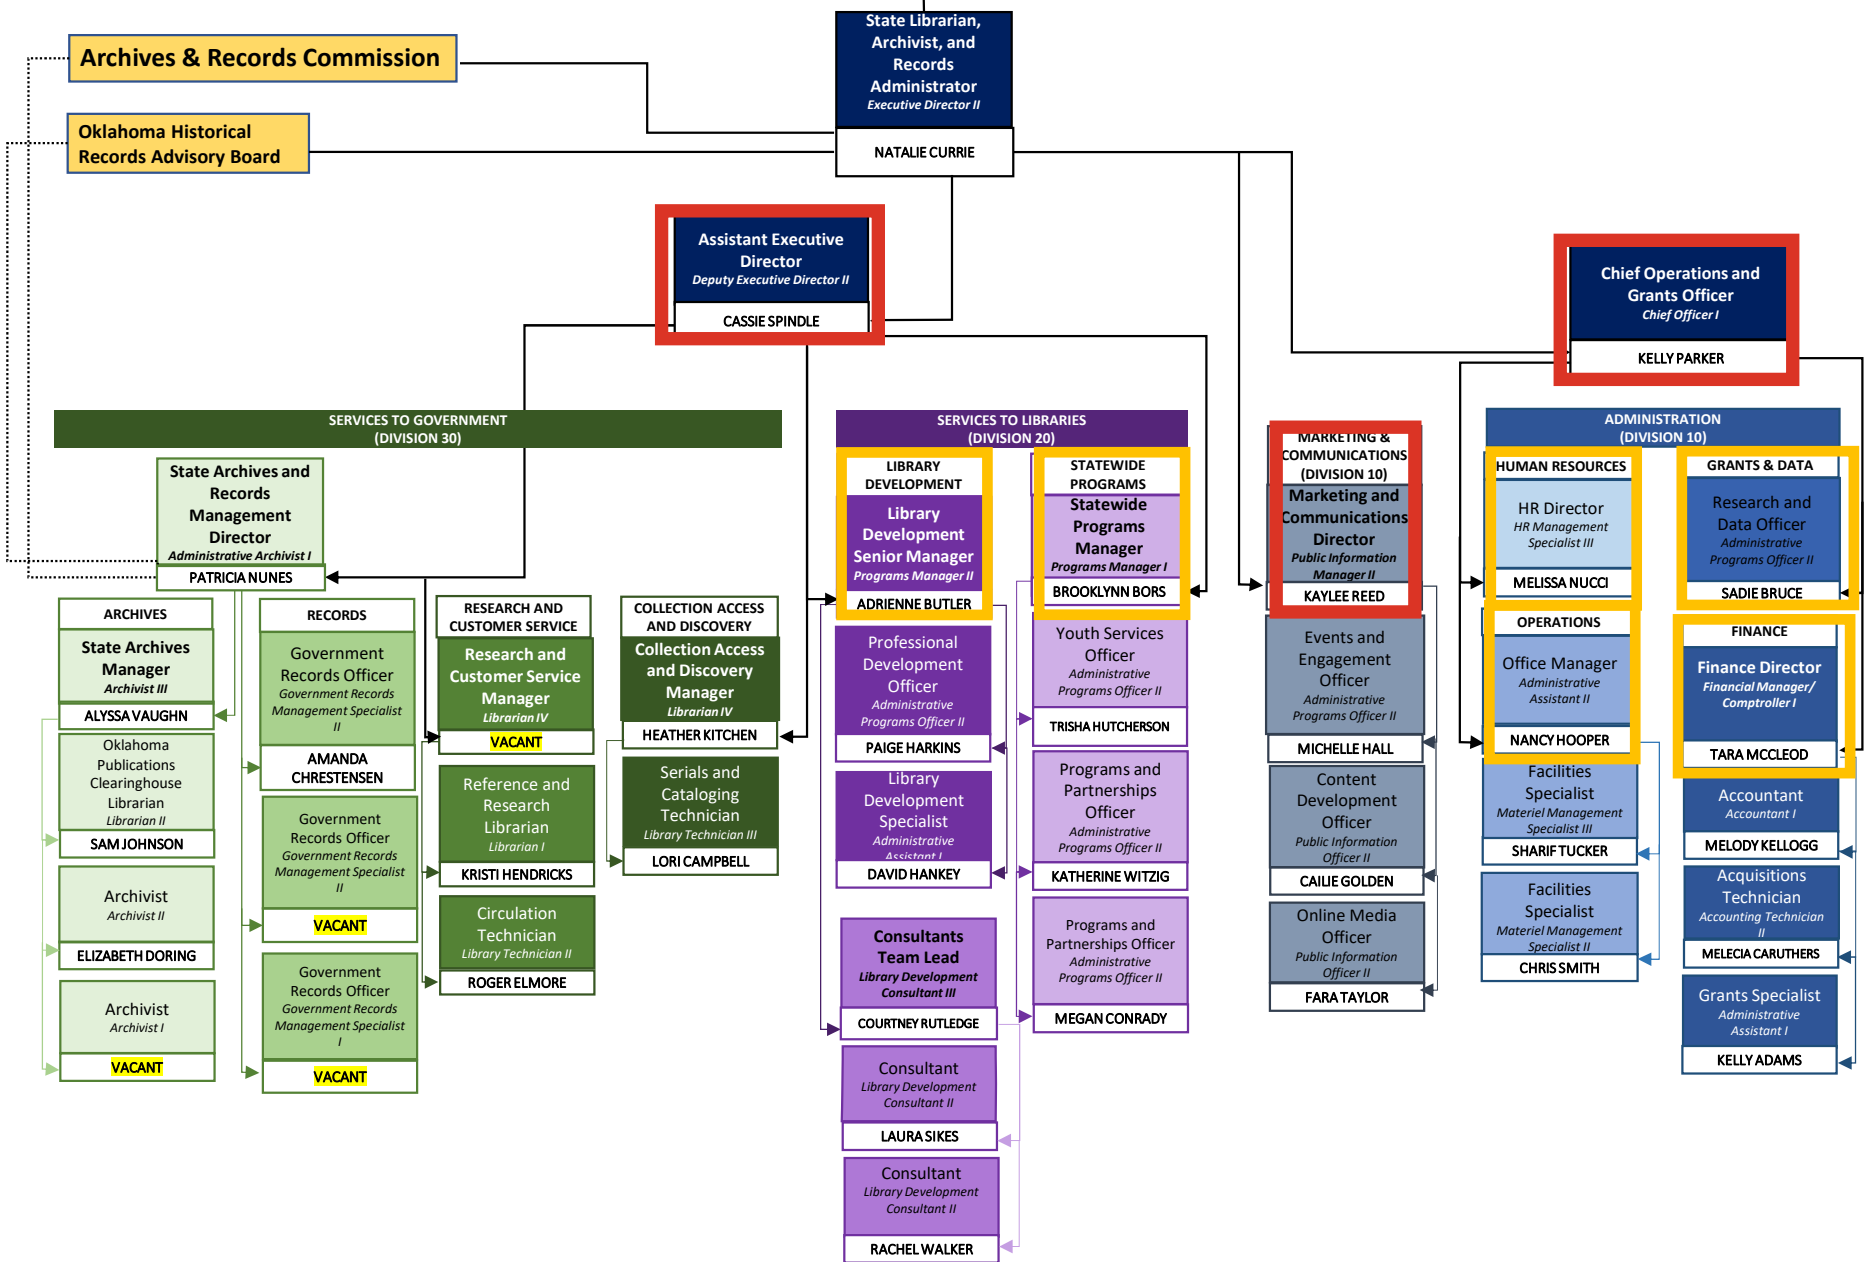 State Librarian,
Archivist, and
Records
Administrator
Executive Director II
NATALIE CURRIE
Archives & Records Commission
Oklahoma Historical
Records Advisory Board
Assistant Executive
Director
Deputy Executive Director II
CASSIE SPINDLE
Chief Operations and
Grants Officer
Chief Officer I
KELLY PARKER
SERVICES TO GOVERNMENT
(DIVISION 30)
State Archives and
Records
Management
Director
Administrative Archivist I
PATRICIA NUNES
ARCHIVES
State Archives
Manager
Archivist III
ALYSSA VAUGHN
Oklahoma
Publications
Clearinghouse
Librarian
Librarian II
SAM JOHNSON
Archivist
Archivist II
ELIZABETH DORING
Archivist
Archivist I
VACANT
RECORDS
Government
Records Officer
Government Records
Management Specialist
II
AMANDA
CHRESTENSEN
Government
Records Officer
Government Records
Management Specialist
II
VACANT
Government
Records Officer
Government Records
Management Specialist
I
VACANT
RESEARCH AND
CUSTOMER SERVICE
Research and
Customer Service
Manager
Librarian IV
VACANT
Reference and
Research
Librarian
Librarian I
KRISTI HENDRICKS
Circulation
Technician
Library Technician II
ROGER ELMORE
COLLECTION ACCESS
AND DISCOVERY
Collection Access
and Discovery
Manager
Librarian IV
HEATHER KITCHEN
Serials and
Cataloging
Technician
Library Technician III
LORI CAMPBELL
SERVICES TO LIBRARIES
(DIVISION 20)
LIBRARY
DEVELOPMENT
Library
Development
Senior Manager
Programs Manager II
ADRIENNE BUTLER
Professional
Development
Officer
Administrative
Programs Officer II
PAIGE HARKINS
Library
Development
Specialist
Administrative
Assistant I
DAVID HANKEY
Consultants
Team Lead
Library Development
Consultant III
COURTNEY RUTLEDGE
Consultant
Library Development
Consultant II
LAURA SIKES
Consultant
Library Development
Consultant II
RACHEL WALKER
STATEWIDE
PROGRAMS
Statewide
Programs
Manager
Programs Manager I
BROOKLYNN BORS
Youth Services
Officer
Administrative
Programs Officer II
TRISHA HUTCHERSON
Programs and
Partnerships
Officer
Administrative
Programs Officer II
KATHERINE WITZIG
Programs and
Partnerships Officer
Administrative
Programs Officer II
MEGAN CONRADY
MARKETING &
COMMUNICATIONS
(DIVISION 10)
Marketing and
Communications
Director
Public Information
Manager II
KAYLEE REED
Events and
Engagement
Officer
Administrative
Programs Officer II
MICHELLE HALL
Content
Development
Officer
Public Information
Officer II
CAILIE GOLDEN
Online Media
Officer
Public Information
Officer II
FARA TAYLOR
ADMINISTRATION
(DIVISION 10)
HUMAN RESOURCES
HR Director
HR Management
Specialist III
MELISSA NUCCI
OPERATIONS
Office Manager
Administrative
Assistant II
NANCY HOOPER
Facilities
Specialist
Materiel Management
Specialist III
SHARIF TUCKER
Facilities
Specialist
Materiel Management
Specialist II
CHRIS SMITH
GRANTS & DATA
Research and
Data Officer
Administrative
Programs Officer II
SADIE BRUCE
FINANCE
Finance Director
Financial Manager/
Comptroller I
TARA MCCLEOD
Accountant
Accountant I
MELODY KELLOGG
Acquisitions
Technician
Accounting Technician
II
MELECIA CARUTHERS
Grants Specialist
Administrative
Assistant I
KELLY ADAMS